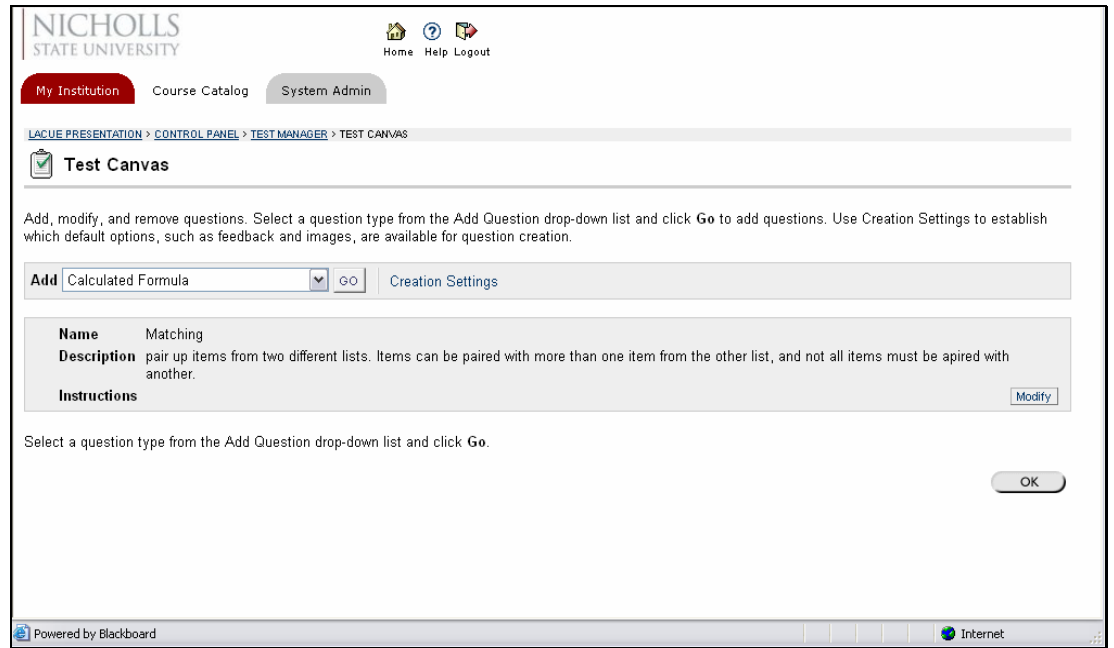 NICHOLLS
STATE UNIVERSITY
Home Help Logout
My Institution Course Catalog System Admin
LACUE PRESENTATION > CONTROL PANEL > TEST MANAGER > TEST CANVAS
Test Canvas
Add, modify, and remove questions. Select a question type from the Add Question drop-down list and click Go to add questions. Use Creation Settings to establish
which default options, such as feedback and images, are available for question creation.
Add Calculated Formula GO Creation Settings
Name Matching
Description pair up items from two different lists. Items can be paired with more than one item from the other list, and not all items must be apired with
another.
Instructions Modify
Select a question type from the Add Question drop-down list and click Go.
OK
Powered by Blackboard Internet